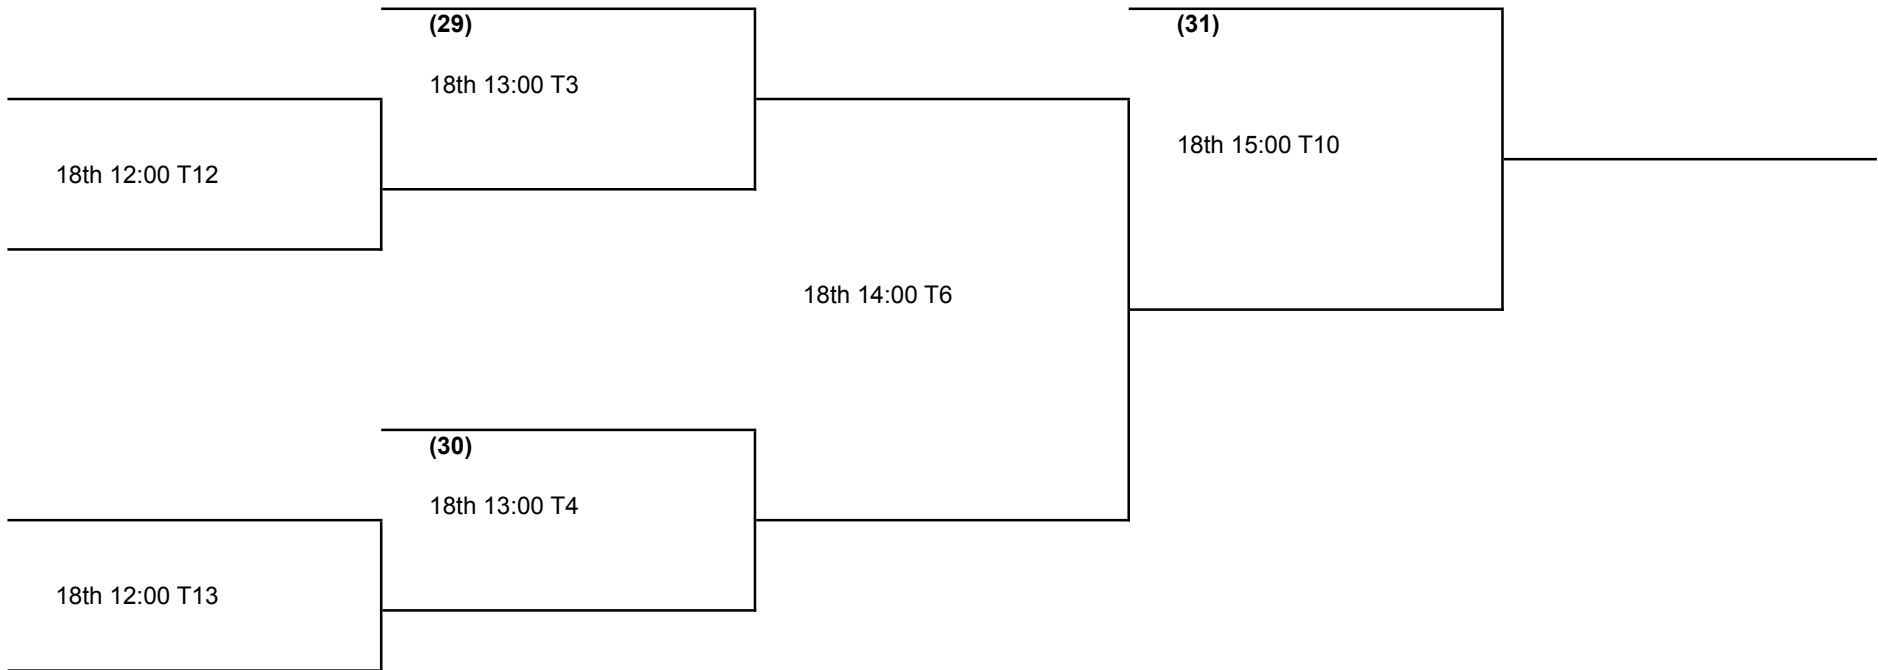 (29)
(31)
18th 13:00 T3
18th 15:00 T10
18th 12:00 T12
18th 14:00 T6
(30)
18th 13:00 T4
18th 12:00 T13